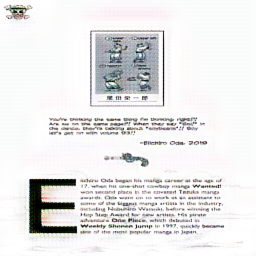 尾田栄一郎
You're thinking the same thing I'm thinking, right?!
Are we on the same page?! When they say "Soi!" in
the dance, they're talking about "soybeans"!! Boy
let's get on with volume 93!!
-Eiichiro Oda, 2019
Eiichiro Oda began his manga career at the age of
17, when his one-shot cowboy manga Wanted!
won second place in the coveted Tezuka manga
awards. Oda went on to work as an assistant to
some of the biggest manga artists in the industry,
including Nobuhiro Watsuki, before winning the
Hop Step Award for new artists. His pirate
adventure One Piece, which debuted in
Weekly Shonen Jump in 1997, quickly became
one of the most popular manga in Japan.